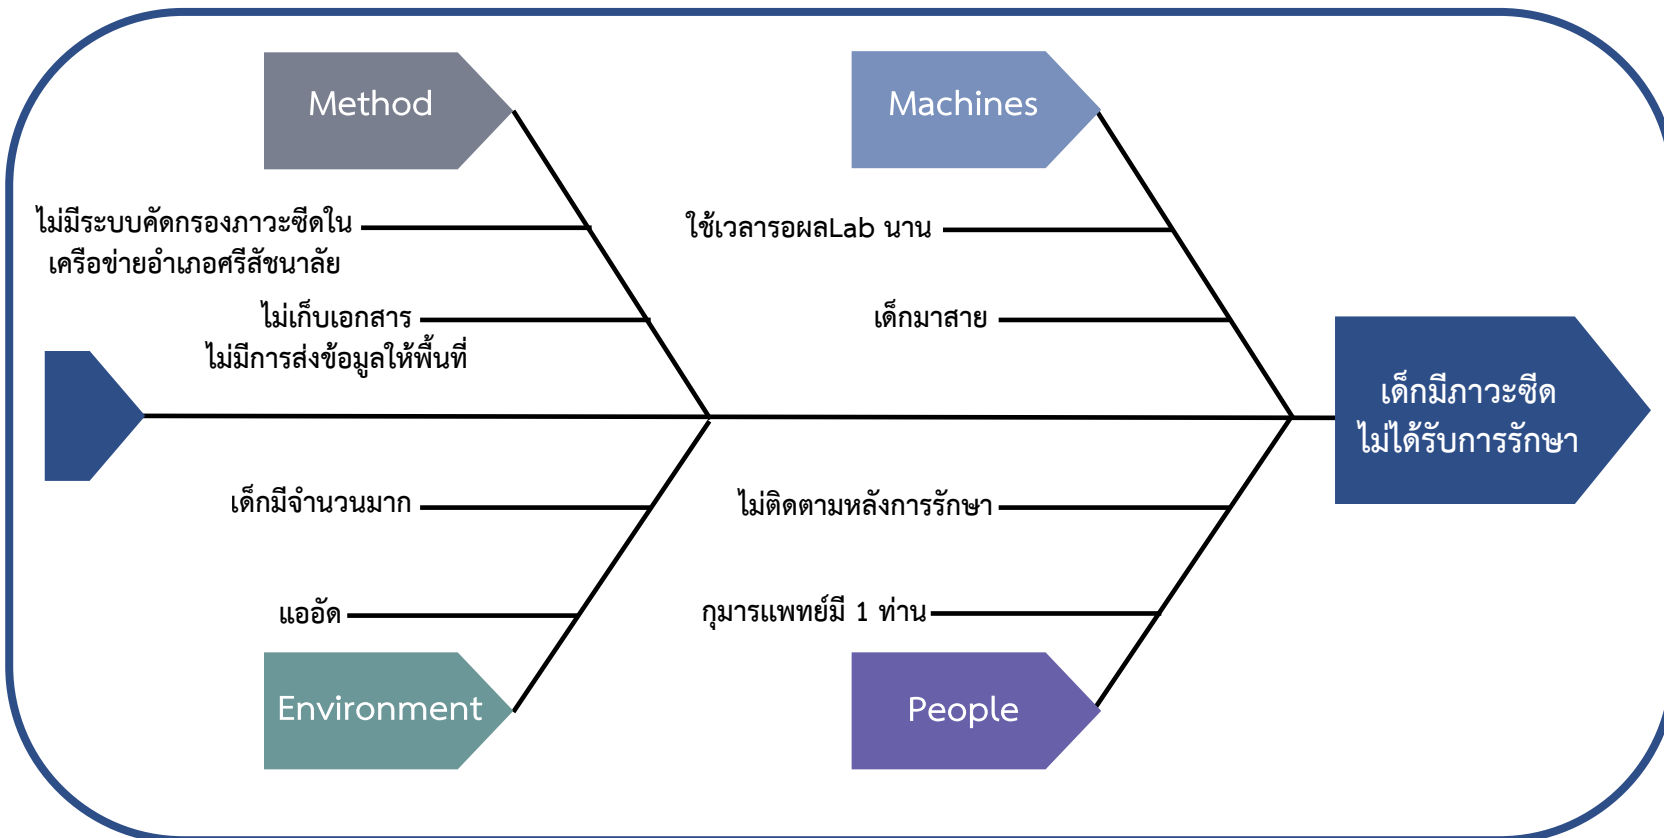 Method
Machines
ไม่มีระบบคัดกรองภาวะซีดใน
เครือข่ายอำเภอศรีสัชนาลัย
ใช้เวลารอผลLab นาน
ไม่เก็บเอกสาร
ไม่มีการส่งข้อมูลให้พื้นที่
เด็กมาสาย
เด็กมีภาวะซีด
ไม่ได้รับการรักษา
เด็กมีจำนวนมาก
ไม่ติดตามหลังการรักษา
แออัด
กุมารแพทย์มี 1 ท่าน
Environment
People